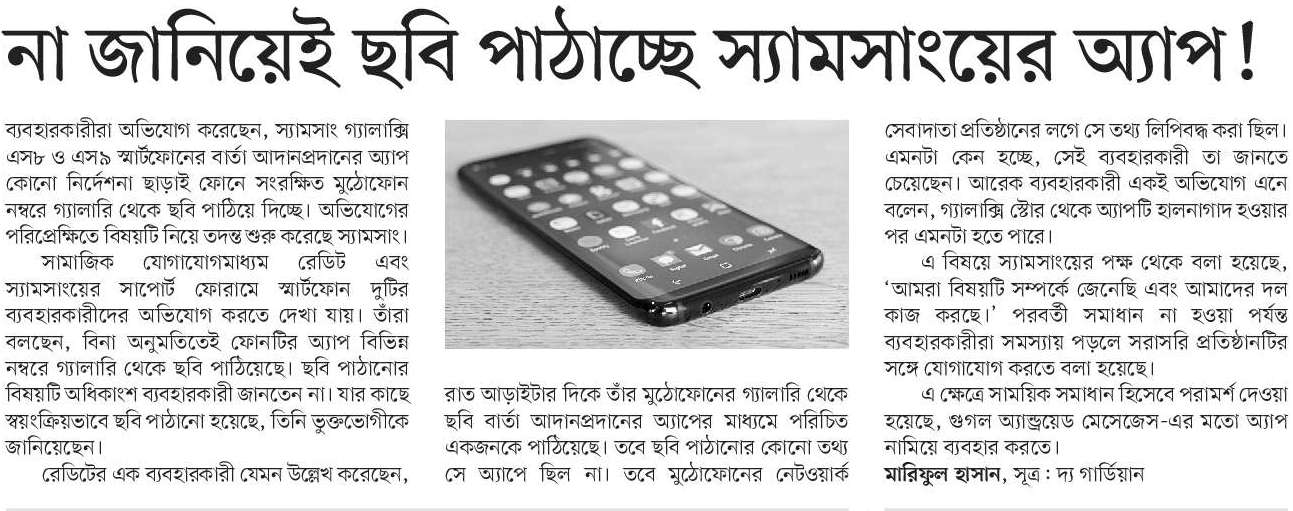 না জানিয়েই ছবি পাঠাচ্ছে স্যামসাংয়ের অ্যাপ!
ব্যবহারকারীরা অভিযোগ করেছেন, স্যামসাং গ্যালাক্সি
এস৮ ও এস৯ স্মার্টফোনের বার্তা আদানপ্রদানের অ্যাপ
কোনো নির্দেশনা ছাড়াই ফোনে সংরক্ষিত মুঠোফোন
নম্বরে গ্যালারি থেকে ছবি পাঠিয়ে দিচ্ছে। অভিযোগের
পরিপ্রেক্ষিতে বিষয়টি নিয়ে তদন্ত শুরু করেছে স্যামসাং।
সামাজিক যোগাযোগমাধ্যম রেডিট এবং
স্যামসাংয়ের সাপোর্ট ফোরামে স্মার্টফোন দুটির
ব্যবহারকারীদের অভিযোগ করতে দেখা যায়। তাঁরা
বলছেন, বিনা অনুমতিতেই ফোনটির অ্যাপ বিভিন্ন
নম্বরে গ্যালারি থেকে ছবি পাঠিয়েছে। ছবি পাঠানোর
বিষয়টি অধিকাংশ ব্যবহারকারী জানতেন না। যার কাছে
স্বয়ংক্রিয়ভাবে ছবি পাঠানো হয়েছে, তিনি ভুক্তভোগীকে
জানিয়েছেন।
রেডিটের এক ব্যবহারকারী যেমন উল্লেখ করেছেন,
রাত আড়াইটার দিকে তাঁর মুঠোফোনের গ্যালারি থেকে
ছবি বার্তা আদানপ্রদানের অ্যাপের মাধ্যমে পরিচিত
একজনকে পাঠিয়েছে। তবে ছবি পাঠানোর কোনো তথ্য
সে অ্যাপে ছিল না। তবে মুঠোফোনের নেটওয়ার্ক
সেবাদাতা প্রতিষ্ঠানের লগে সে তথ্য লিপিবদ্ধ করা ছিল।
এমনটা কেন হচ্ছে, সেই ব্যবহারকারী তা জানতে
চেয়েছেন। আরেক ব্যবহারকারী একই অভিযোগ এনে
বলেন, গ্যালাক্সি স্টোর থেকে অ্যাপটি হালনাগাদ হওয়ার
পর এমনটা হতে পারে।
এ বিষয়ে স্যামসাংয়ের পক্ষ থেকে বলা হয়েছে,
‘আমরা বিষয়টি সম্পর্কে জেনেছি এবং আমাদের দল
কাজ করছে।’ পরবর্তী সমাধান না হওয়া পর্যন্ত
ব্যবহারকারীরা সমস্যায় পড়লে সরাসরি প্রতিষ্ঠানটির
সঙ্গে যোগাযোগ করতে বলা হয়েছে।
এ ক্ষেত্রে সাময়িক সমাধান হিসেবে পরামর্শ দেওয়া
হয়েছে, গুগল অ্যান্ড্রয়েড মেসেজেস-এর মতো অ্যাপ
নামিয়ে ব্যবহার করতে।
মারিফুল হাসান, সূত্র : দ্য গার্ডিয়ান